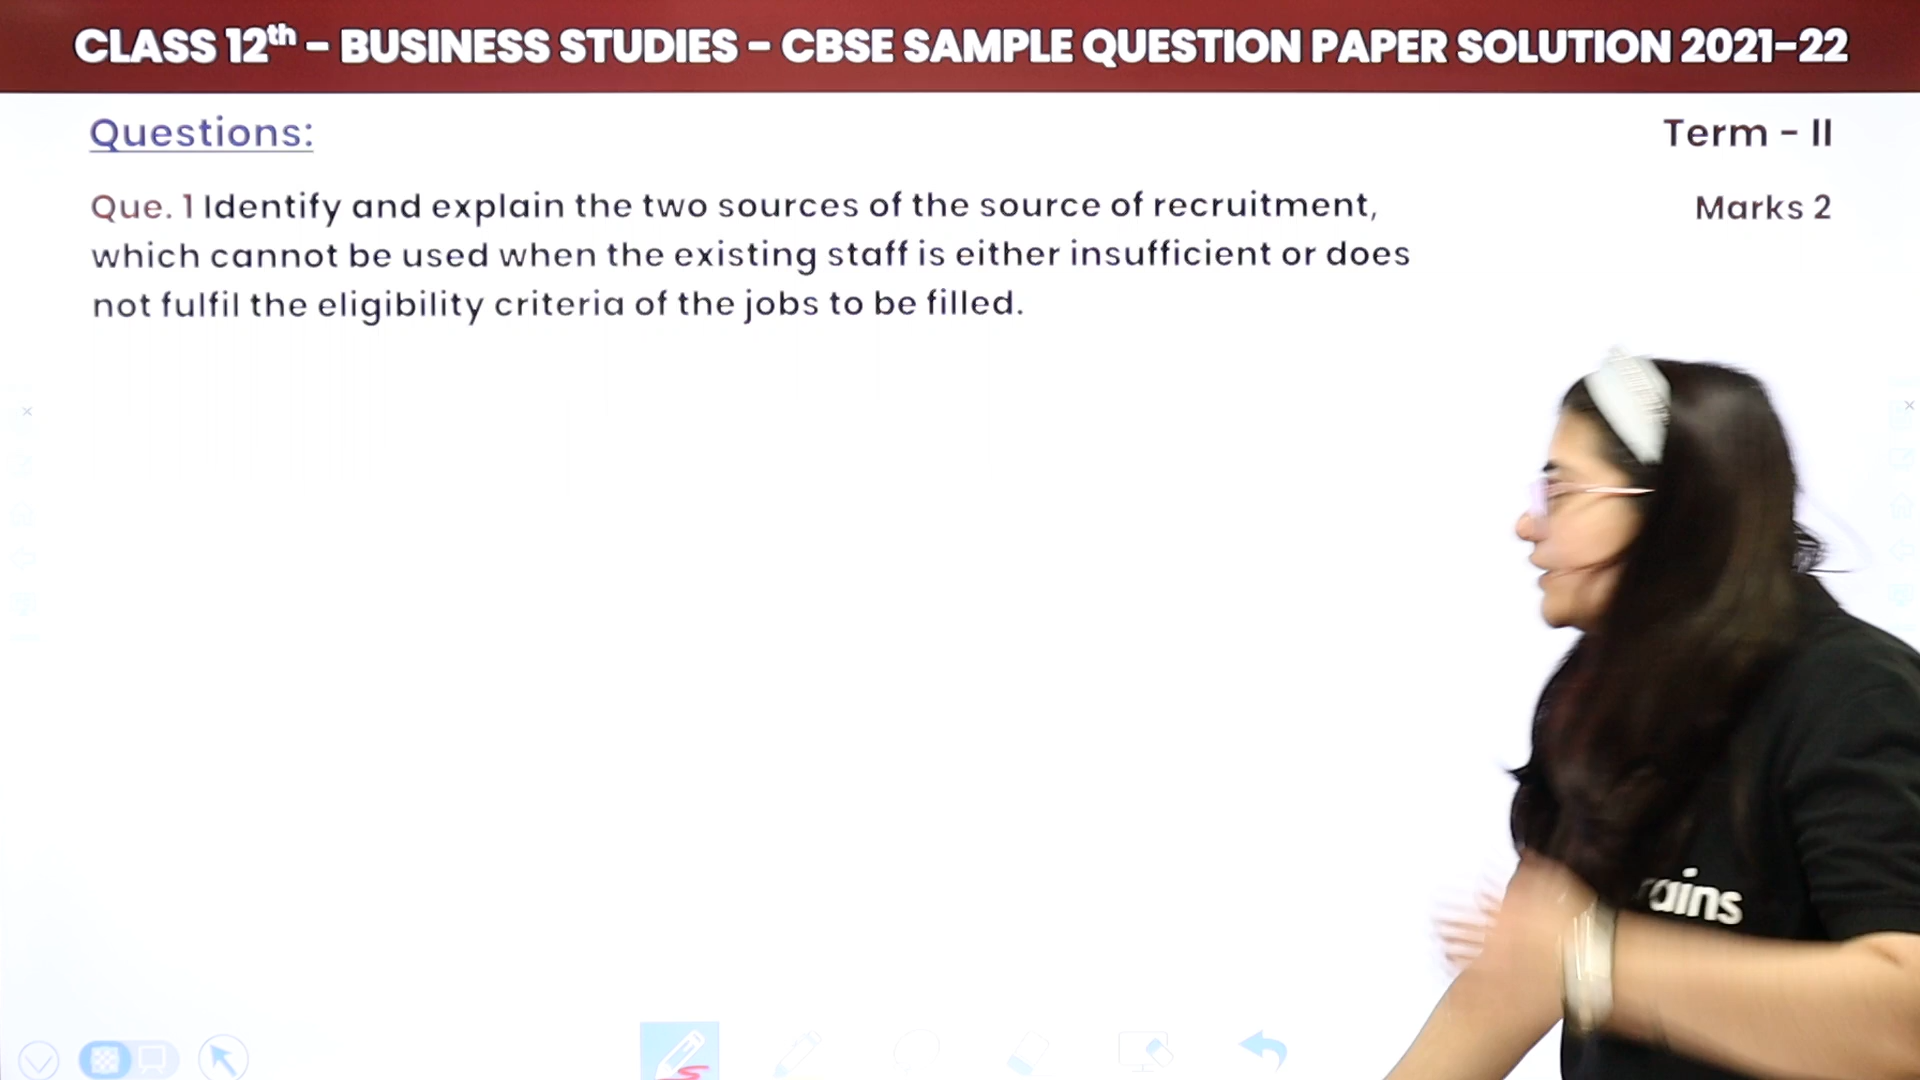 CLASS 12th – BUSINESS STUDIES – CBSE SAMPLE QUESTION PAPER SOLUTION 2021-22
Questions:
Term - II
Que. 1 Identify and explain the two sources of the source of recruitment,
Marks 2
which cannot be used when the existing staff is either insufficient or does
not fulfil the eligibility criteria of the jobs to be filled.